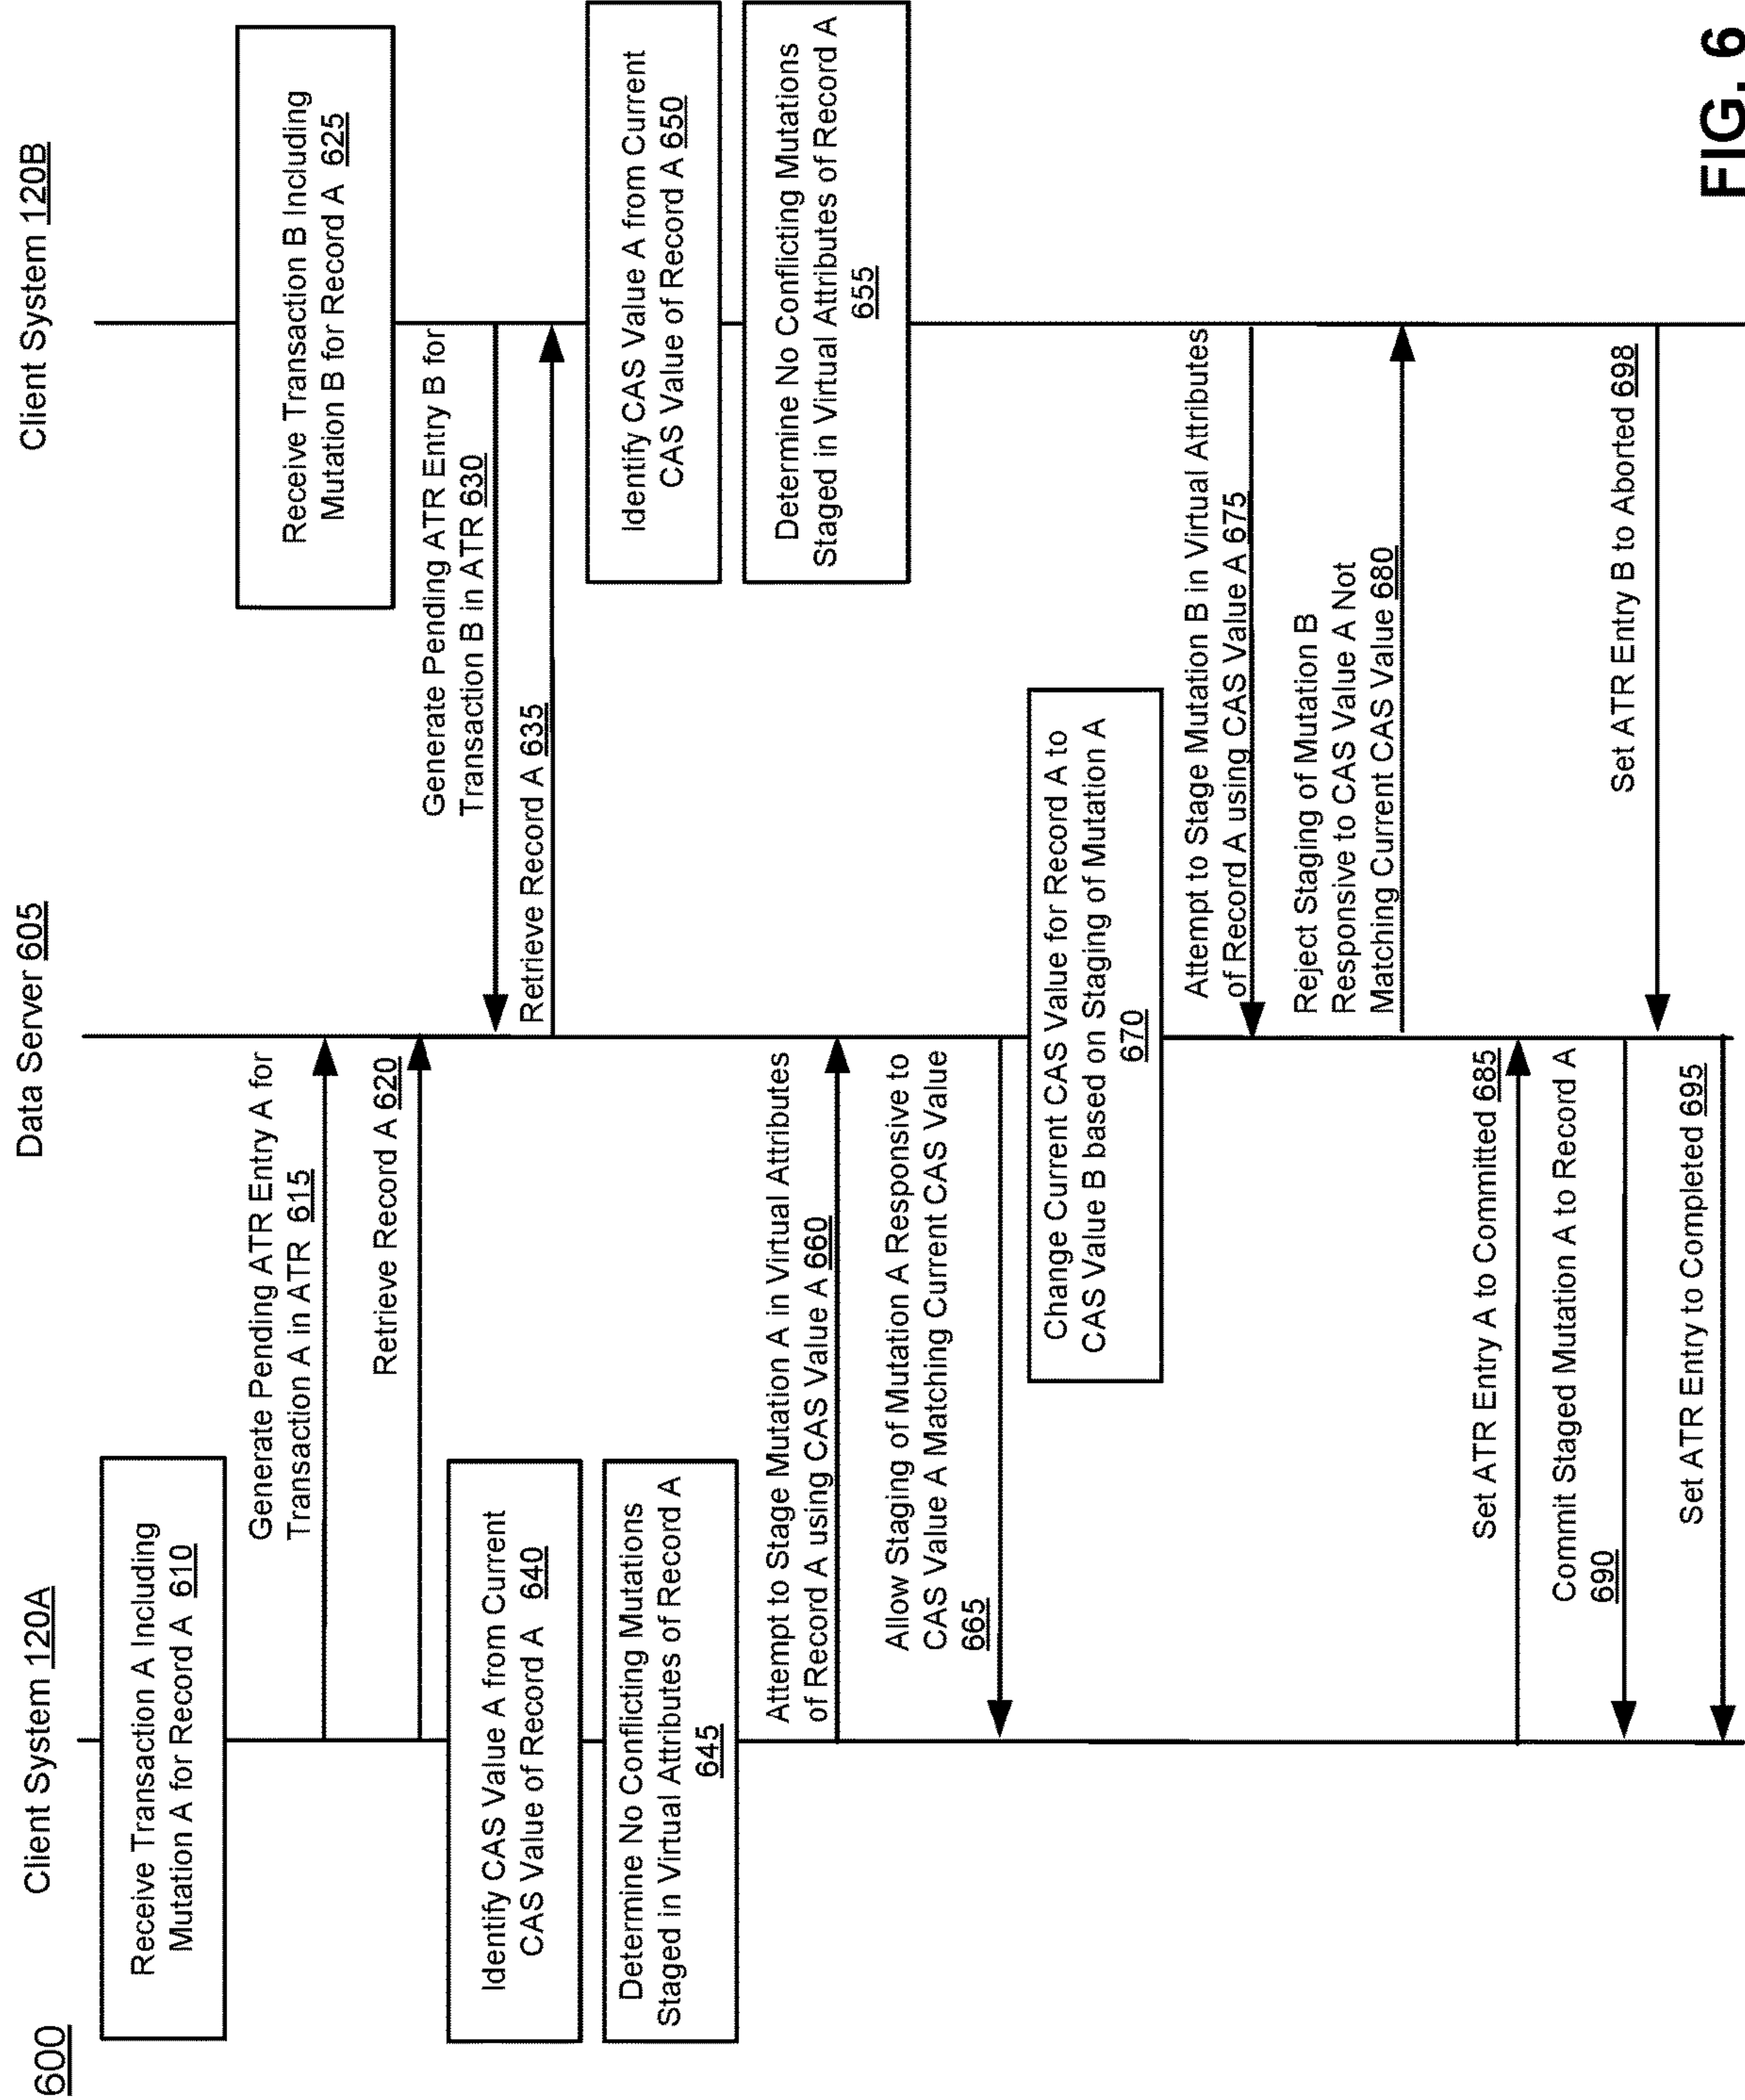 600
Client System 120A
Data Server 605
Client System 120B
Receive Transaction A Including
Mutation A for Record A 610
Generate Pending ATR Entry A for
Transaction A in ATR 615
Retrieve Record A 620
Receive Transaction B Including
Mutation B for Record A 625
Generate Pending ATR Entry B for
Transaction B in ATR 630
Retrieve Record A 635
Identify CAS Value A from Current
CAS Value of Record A 640
Determine No Conflicting Mutations
Staged in Virtual Attributes of Record A
645
Identify CAS Value A from Current
CAS Value of Record A 650
Determine No Conflicting Mutations
Staged in Virtual Attributes of Record A
655
Attempt to Stage Mutation A in Virtual Attributes
of Record A using CAS Value A 660
Allow Staging of Mutation A Responsive to
CAS Value A Matching Current CAS Value
665
Change Current CAS Value for Record A to
CAS Value B based on Staging of Mutation A
670
Attempt to Stage Mutation B in Virtual Attributes
of Record A using CAS Value A 675
Reject Staging of Mutation B
Responsive to CAS Value A Not
Matching Current CAS Value 680
Set ATR Entry A to Committed 685
Commit Staged Mutation A to Record A
690
Set ATR Entry to Completed 695
Set ATR Entry B to Aborted 698
FIG. 6